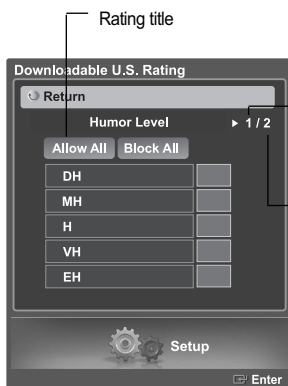 Rating title
Downloadable U.S. Rating
Return
Humor Level ► 1 / 2
Allow All Block All
DH
MH
H
VH
EH
Setup
Enter